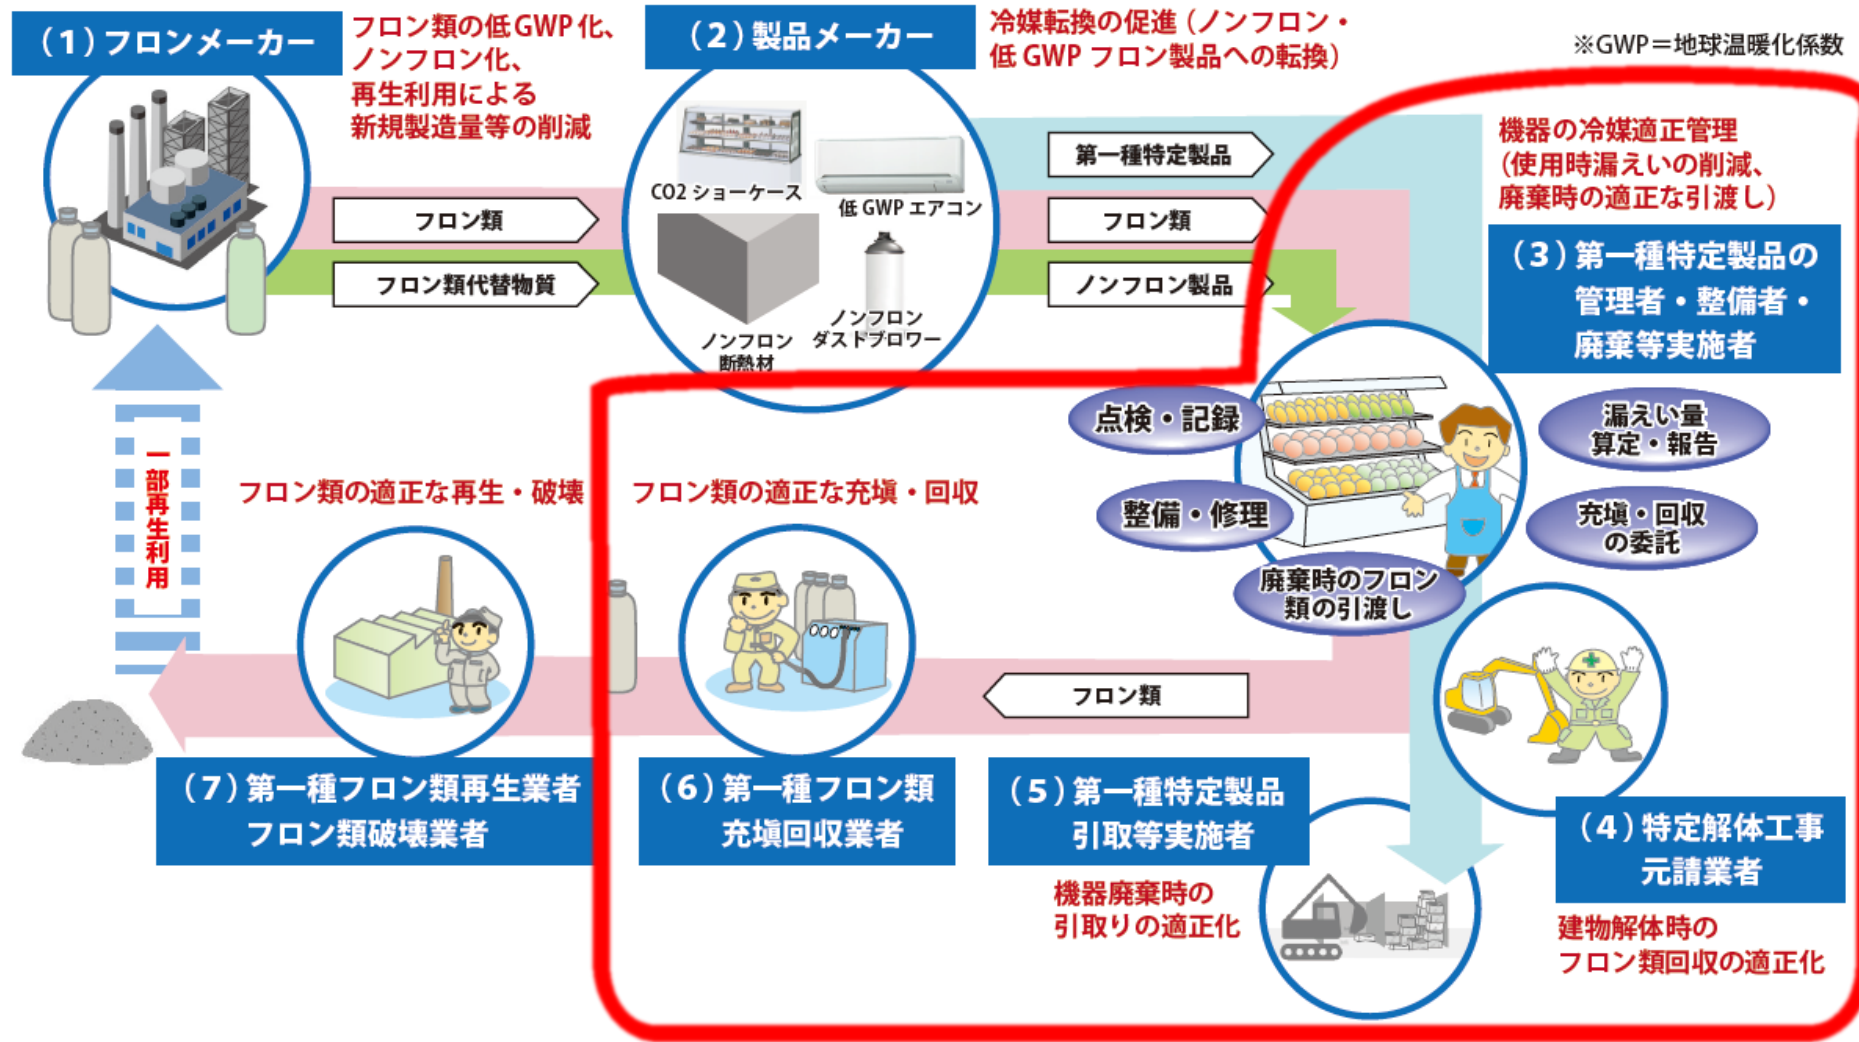 (1)フロンメーカー
フロン類の低GWP化、
ノンフロン化、
再生利用による
新規製造量等の削減
(2)製品メーカー
冷媒転換の促進(ノンフロン・
低GWPフロン製品への転換)
※GWP=地球温暖化係数
CO2ショーケース
低GWPエアコン
ノンフロン
断熱材
ノンフロン
ダストブロワー
フロン類
フロン類代替物質
第一種特定製品
フロン類
ノンフロン製品
機器の冷媒適正管理
(使用時漏えいの削減、
廃棄時の適正な引渡し)
(3)第一種特定製品の
管理者・整備者・
廃棄等実施者
点検・記録
整備・修理
廃棄時のフロン
類の引渡し
漏えい量
算定・報告
充塡・回収
の委託
一部再生利用
フロン類の適正な再生・破壊
フロン類の適正な充塡・回収
フロン類
(7)第一種フロン類再生業者
フロン類破壊業者
(6)第一種フロン類
充塡回収業者
(5)第一種特定製品
引取等実施者
機器廃棄時の
引取りの適正化
(4)特定解体工事
元請業者
建物解体時の
フロン類回収の適正化